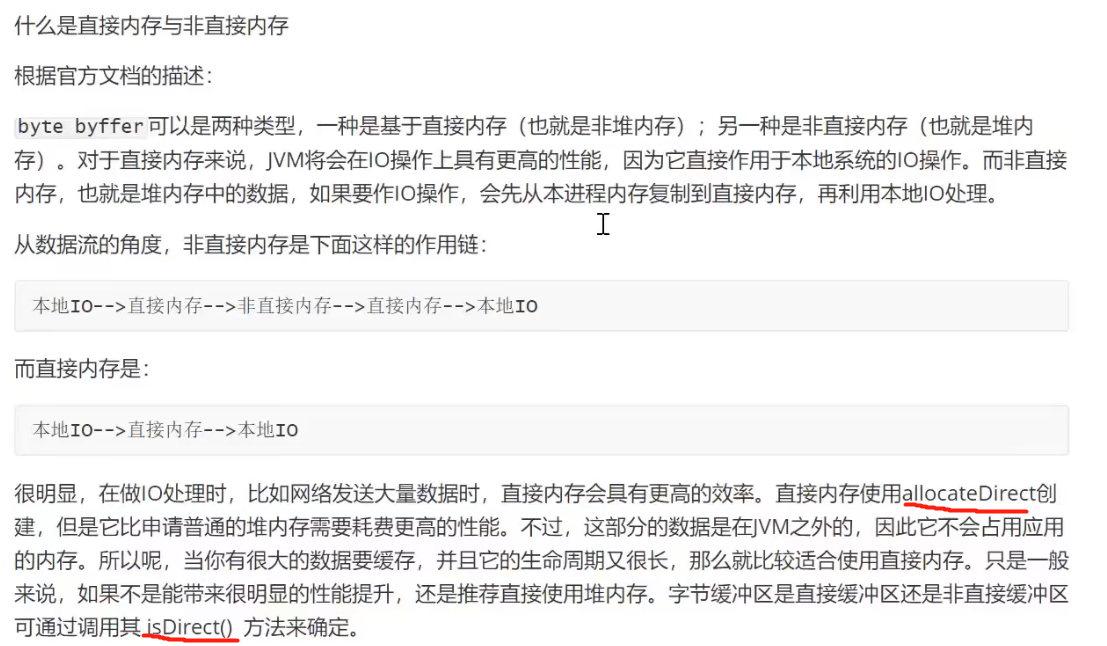 什么是直接内存与非直接内存
根据官方文档的描述：
byte byffer可以是两种类型，一种是基于直接内存（也就是非堆内存）；另一种是非直接内存（也就是堆内
存）。对于直接内存来说，JVM将会在IO操作上具有更高的性能，因为它直接作用于本地系统的IO操作。而非直接
内存，也就是堆内存中的数据，如果要作IO操作，会先从本进程内存复制到直接内存，再利用本地IO处理。
从数据流的角度，非直接内存是下面这样的作用链：
本地IO-->直接内存-->非直接内存-->直接内存-->本地IO
而直接内存是：
本地IO-->直接内存-->本地IO
很明显，在做IO处理时，比如网络发送大量数据时，直接内存会具有更高的效率。直接内存使用allocateDirect创
建，但是它比申请普通的堆内存需要耗费更高的性能。不过，这部分的数据是在JVM之外的，因此它不会占用应用
的内存。所以呢，当你有很大的数据要缓存，并且它的生命周期又很长，那么就比较适合使用直接内存。只是一般
来说，如果不是能带来很明显的性能提升，还是推荐直接使用堆内存。字节缓冲区是直接缓冲区还是非直接缓冲区
可通过调用其 isDirect() 方法来确定。